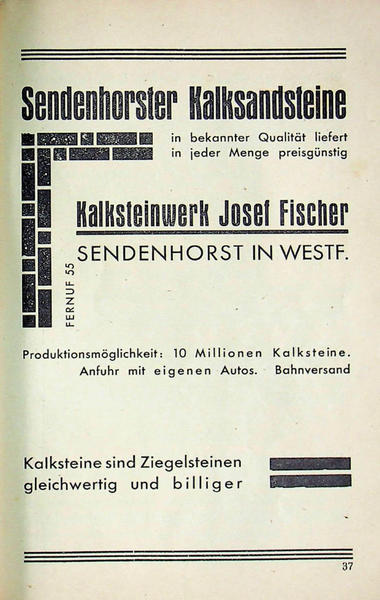 Sendenhorster Kalksandsteine
in bekannter Qualität liefert
in jeder Menge preisgünstig
Kalksteinwerk Josef Fischer
SENDENHORST IN WESTF.
FERNUF 55
Produktionsmöglichkeit: 10 Millionen Kalksteine.
Anfuhr mit eigenen Autos. Bahnversand
Kalksteine sind Ziegelsteinen
gleichwertig und billiger
37